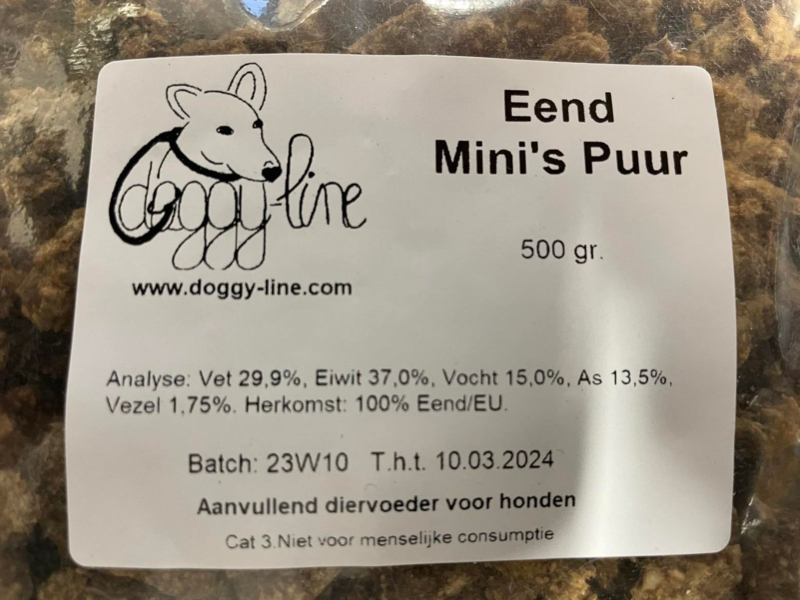 Eend
Mini's Puur
doggy-line
500 gr.
www.doggy-line.com
Analyse: Vet 29,9%, Eiwit 37,0%, Vocht 15,0%, As 13,5%,
Vezel 1,75%. Herkomst: 100% Eend/EU.
Batch: 23W10 T.h.t. 10.03.2024
Aanvullend diervoeder voor honden
Cat 3.Niet voor menselijke consumptie